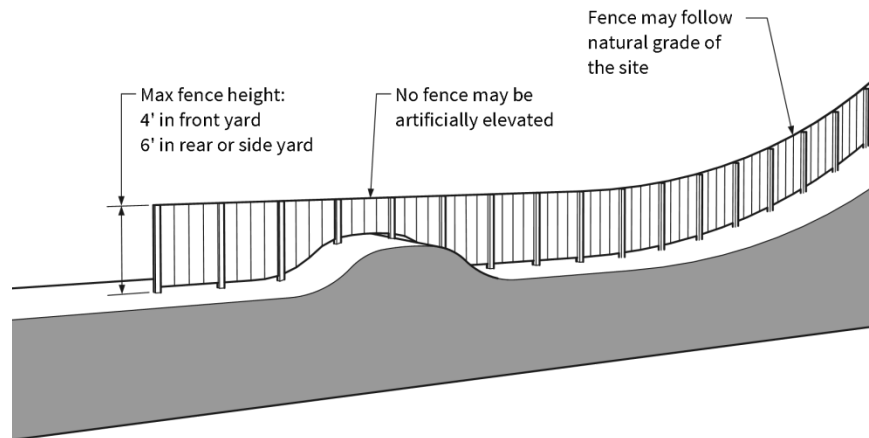 Fence may follow
natural grade of
the site
Max fence height:
4' in front yard
6' in rear or side yard
No fence may be
artificially elevated